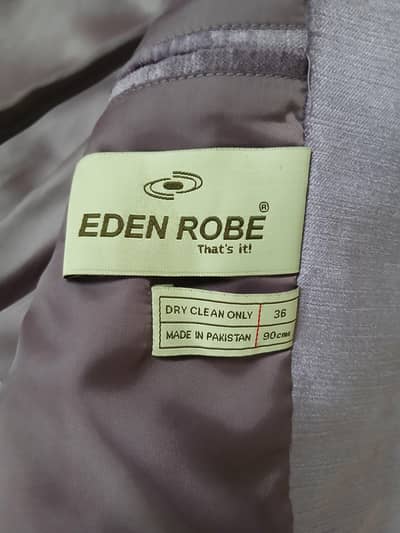 EDEN ROBE®
That's it!
DRY CLEAN ONLY 36
MADE IN PAKISTAN 90cms